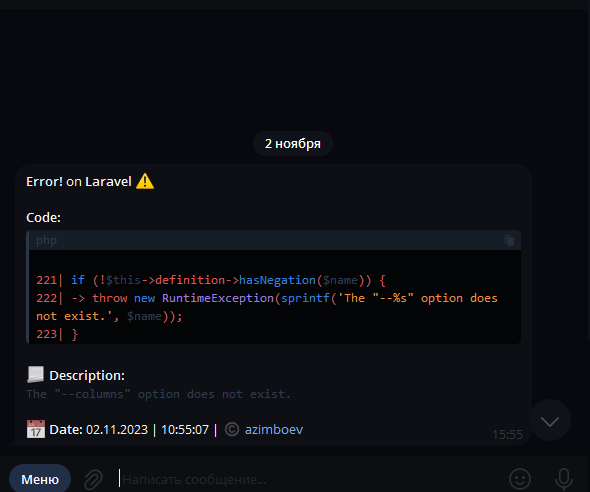 2 ноября
Error! on Laravel ⚠️
Code:
php
221| if (!$this->definition->hasNegation($name)) {
222| -> throw new RuntimeException(sprintf('The "--%s" option does
not exist.', $name));
223| }
Description:
The "--columns" option does not exist.
17 Date: 02.11.2023 | 10:55:07 | © azimboev
15:55
Меню
Написать сообщение...